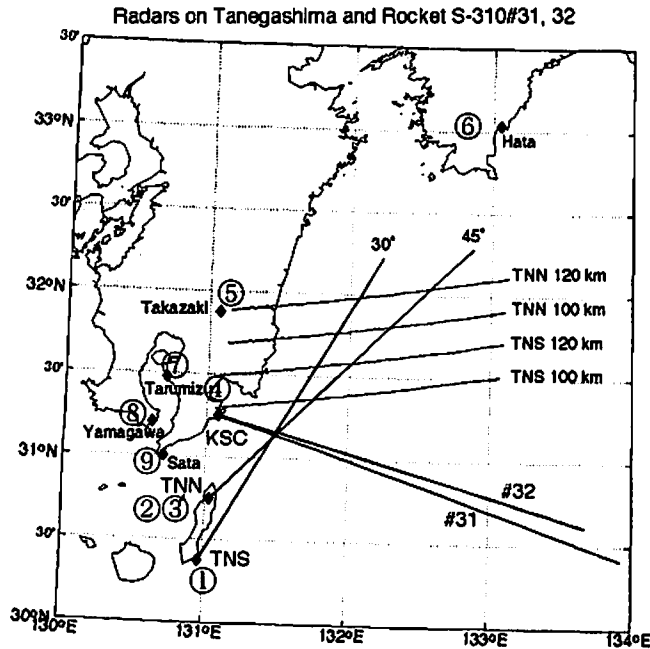 Radars on Tanegashima and Rocket S-310#31, 32
30'
33°N
⑥
Hata
30'
30°
45°
32°N
Takazaki ⑤
TNN 120 km
TNN 100 km
TNS 120 km
TNS 100 km
30'
⑦
Tarumizu ④
⑧
Yamagawa
KSC
31°N
⑨ Sata
TNN
② ③
#32
#31
30'
TNS
①
30°N
130°E
131°E
132°E
133°E
134°E